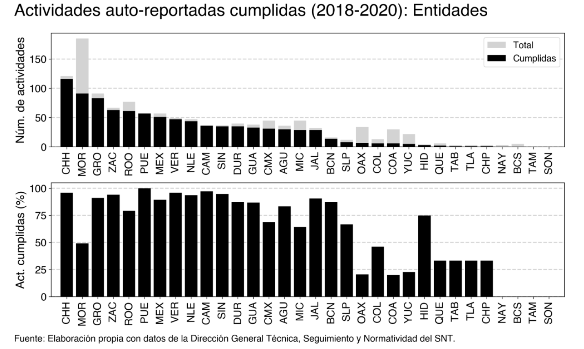 Actividades auto-reportadas cumplidas (2018-2020): Entidades
Núm. de actividades
150
100
50
0
Total
Cumplidas
CHH MOR GRO ZAC ROO PUE MEX VER NLE CAM SIN DUR GUA CMX AGU MIC JAL BCN SLP OAX COL COA YUC HID QUE TAB TLA CHP NAY BCS TAM SON
Act. cumplidas (%)
100
75
50
25
0
CHH MOR GRO ZAC ROO PUE MEX VER NLE CAM SIN DUR GUA CMX AGU MIC JAL BCN SLP OAX COL COA YUC HID QUE TAB TLA CHP NAY BCS TAM SON
Fuente: Elaboración propia con datos de la Dirección General Técnica, Seguimiento y Normatividad del SNT.